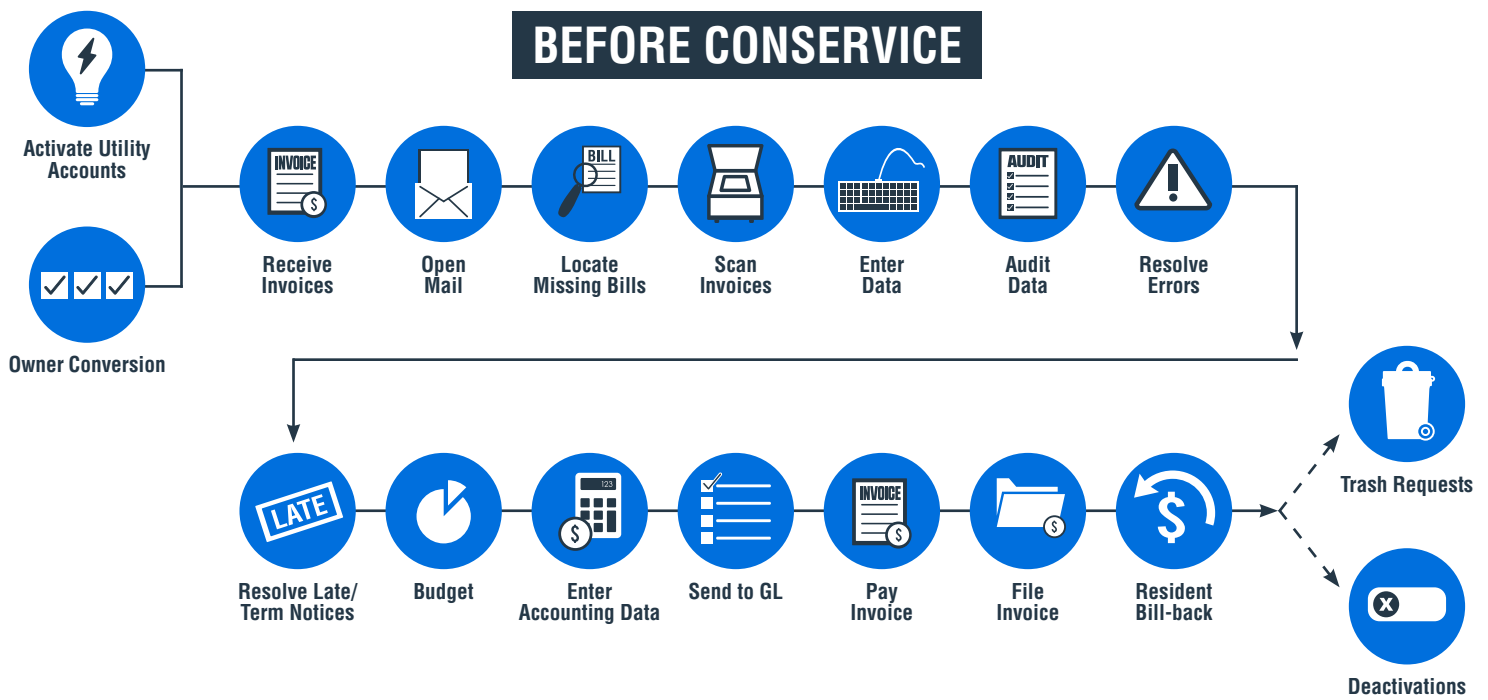 BEFORE CONSERVICE
Activate Utility
Accounts
Owner Conversion
INVOICE
$
Receive
Invoices
Open
Mail
BILL
Locate
Missing Bills
Scan
Invoices
Enter
Data
AUDIT
Audit
Data
Resolve
Errors
LATE
Resolve Late/
Term Notices
Budget
123
$
Enter
Accounting Data
Send to GL
INVOICE
$
Pay
Invoice
$
File
Invoice
$
Resident
Bill-back
Trash Requests
X
Deactivations